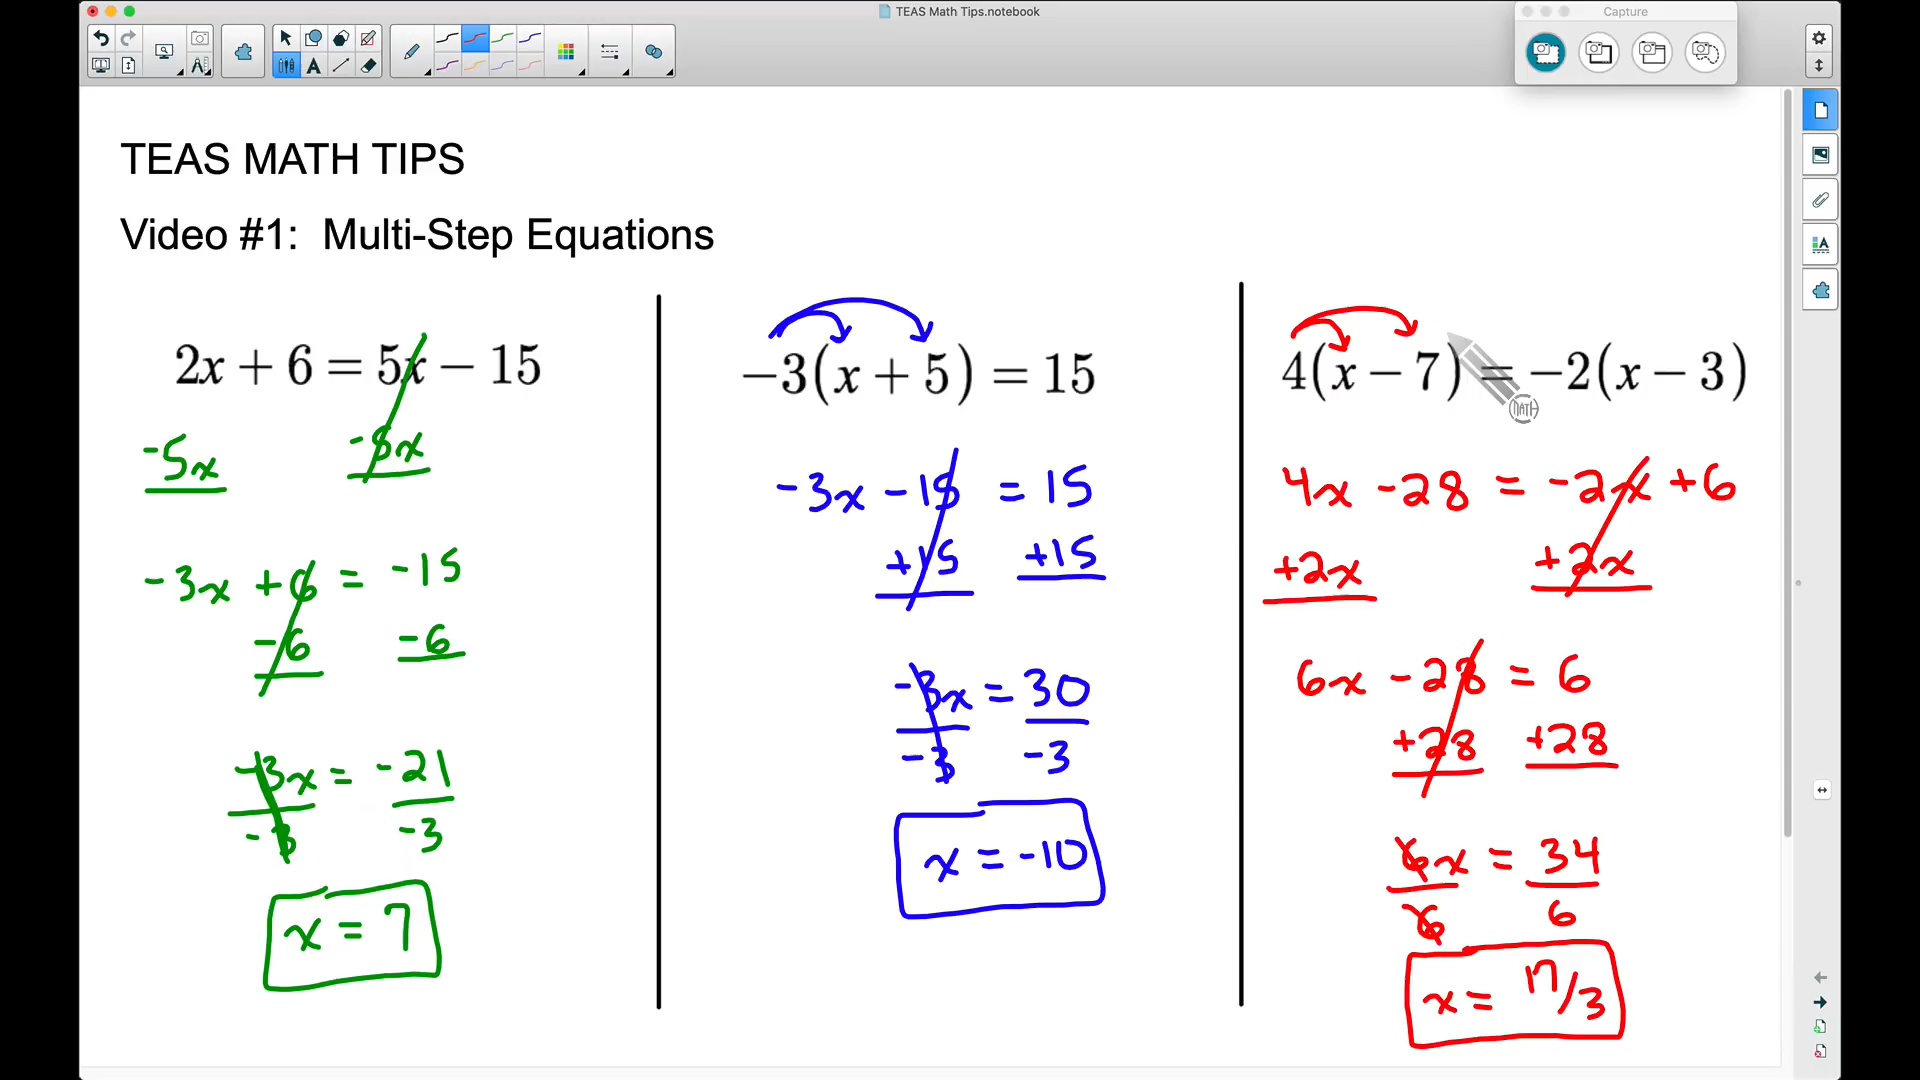 TEAS Math Tips.notebook
Capture
TEAS MATH TIPS
Video #1: Multi-Step Equations
2x + 6 = 5x − 15
-5x -5x
-3x +6 = -15
-6 -6
-3x = -21
-3 -3
x = 7
−3(x + 5) = 15
-3x -15 = 15
+15 +15
-3x = 30
-3 -3
x = -10
4(x − 7) = −2(x − 3)
MATH
4x -28 = -2x +6
+2x +2x
6x -28 = 6
+28 +28
6x = 34
6 6
x = 17/3